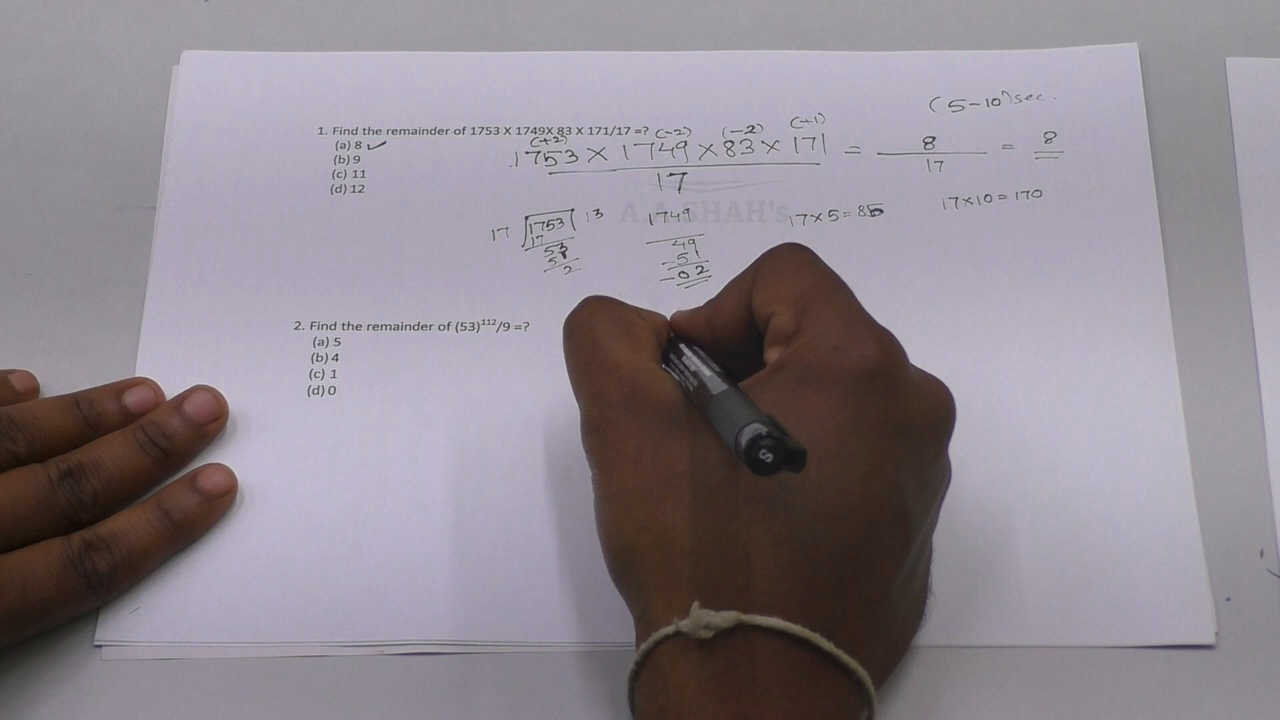 (5-10) sec.
1. Find the remainder of 1753 X 1749X 83 X 171/17 =?
(a) 8 ✓
(b) 9
(c) 11
(d) 12
(+2) (-2) (-2) (+1)
1753 × 1749 × 83 × 171 / 17 = 8 / 17 = 8
A.A.SHAH's
17 1753 13
17
53
51
2
1749
49
-51
-02
17×5=85
17×10=170
2. Find the remainder of (53)¹¹²/9 =?
(a) 5
(b) 4
(c) 1
(d) 0
S